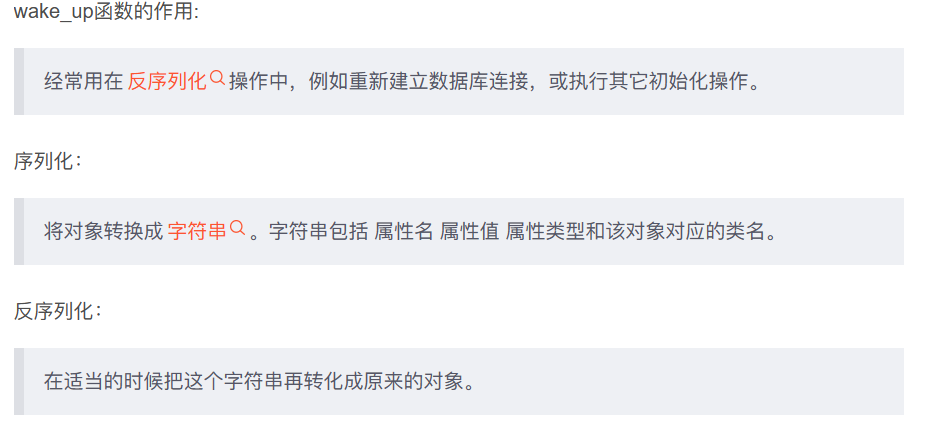 wake_up函数的作用:
经常用在 反序列化 操作中，例如重新建立数据库连接，或执行其它初始化操作。
序列化：
将对象转换成 字符串 。字符串包括 属性名 属性值 属性类型和该对象对应的类名。
反序列化：
在适当的时候把这个字符串再转化成原来的对象。